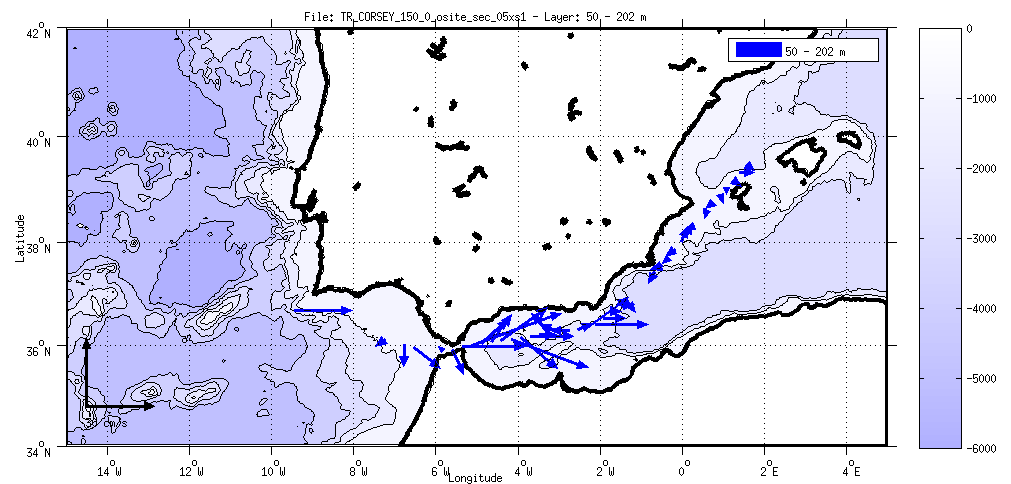 File: TR_CORSEY_150_0_osite_sec_05xs1 - Layer: 50 - 202 m
50 - 202 m
42°N
40°N
38°N
36°N
34°N
Latitude
30 cm/s
14°W 12°W 10°W 8°W 6°W 4°W 2°W 0° 2°E 4°E
Longitude
0
-1000
-2000
-3000
-4000
-5000
-6000